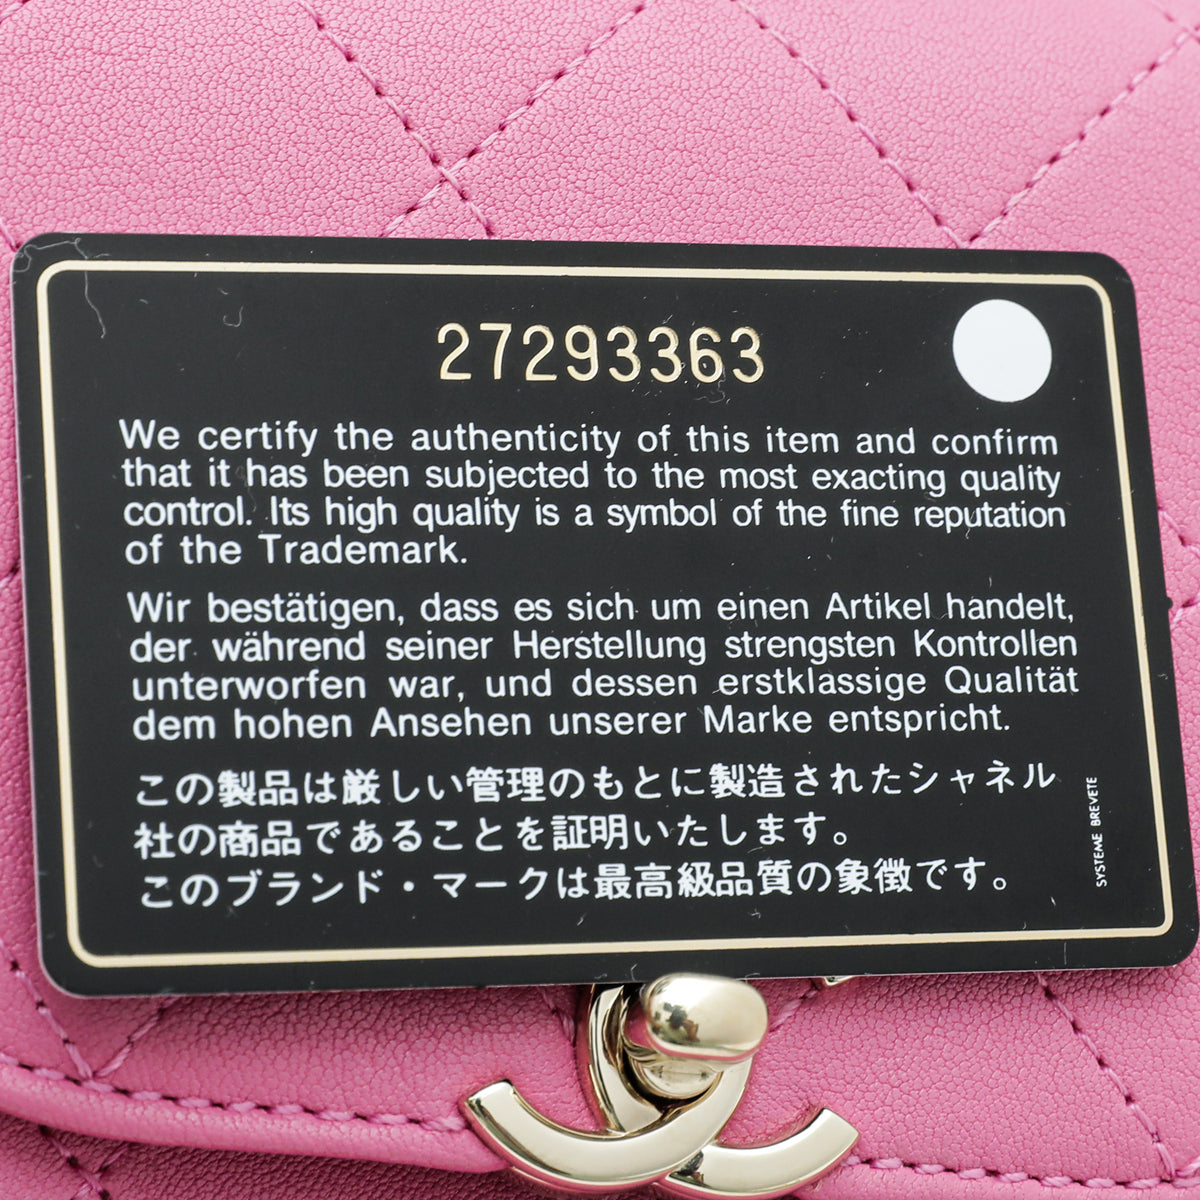 27293363
We certify the authenticity of this item and confirm
that it has been subjected to the most exacting quality
control. Its high quality is a symbol of the fine reputation
of the Trademark.
Wir bestätigen, dass es sich um einen Artikel handelt,
der während seiner Herstellung strengsten Kontrollen
unterworfen war, und dessen erstklassige Qualität
dem hohen Ansehen unserer Marke entspricht.
この製品は厳しい管理のもとに製造されたシャネル
社の商品であることを証明いたします。
このブランド・マークは最高級品質の象徴です。
SYSTEME BREVETE